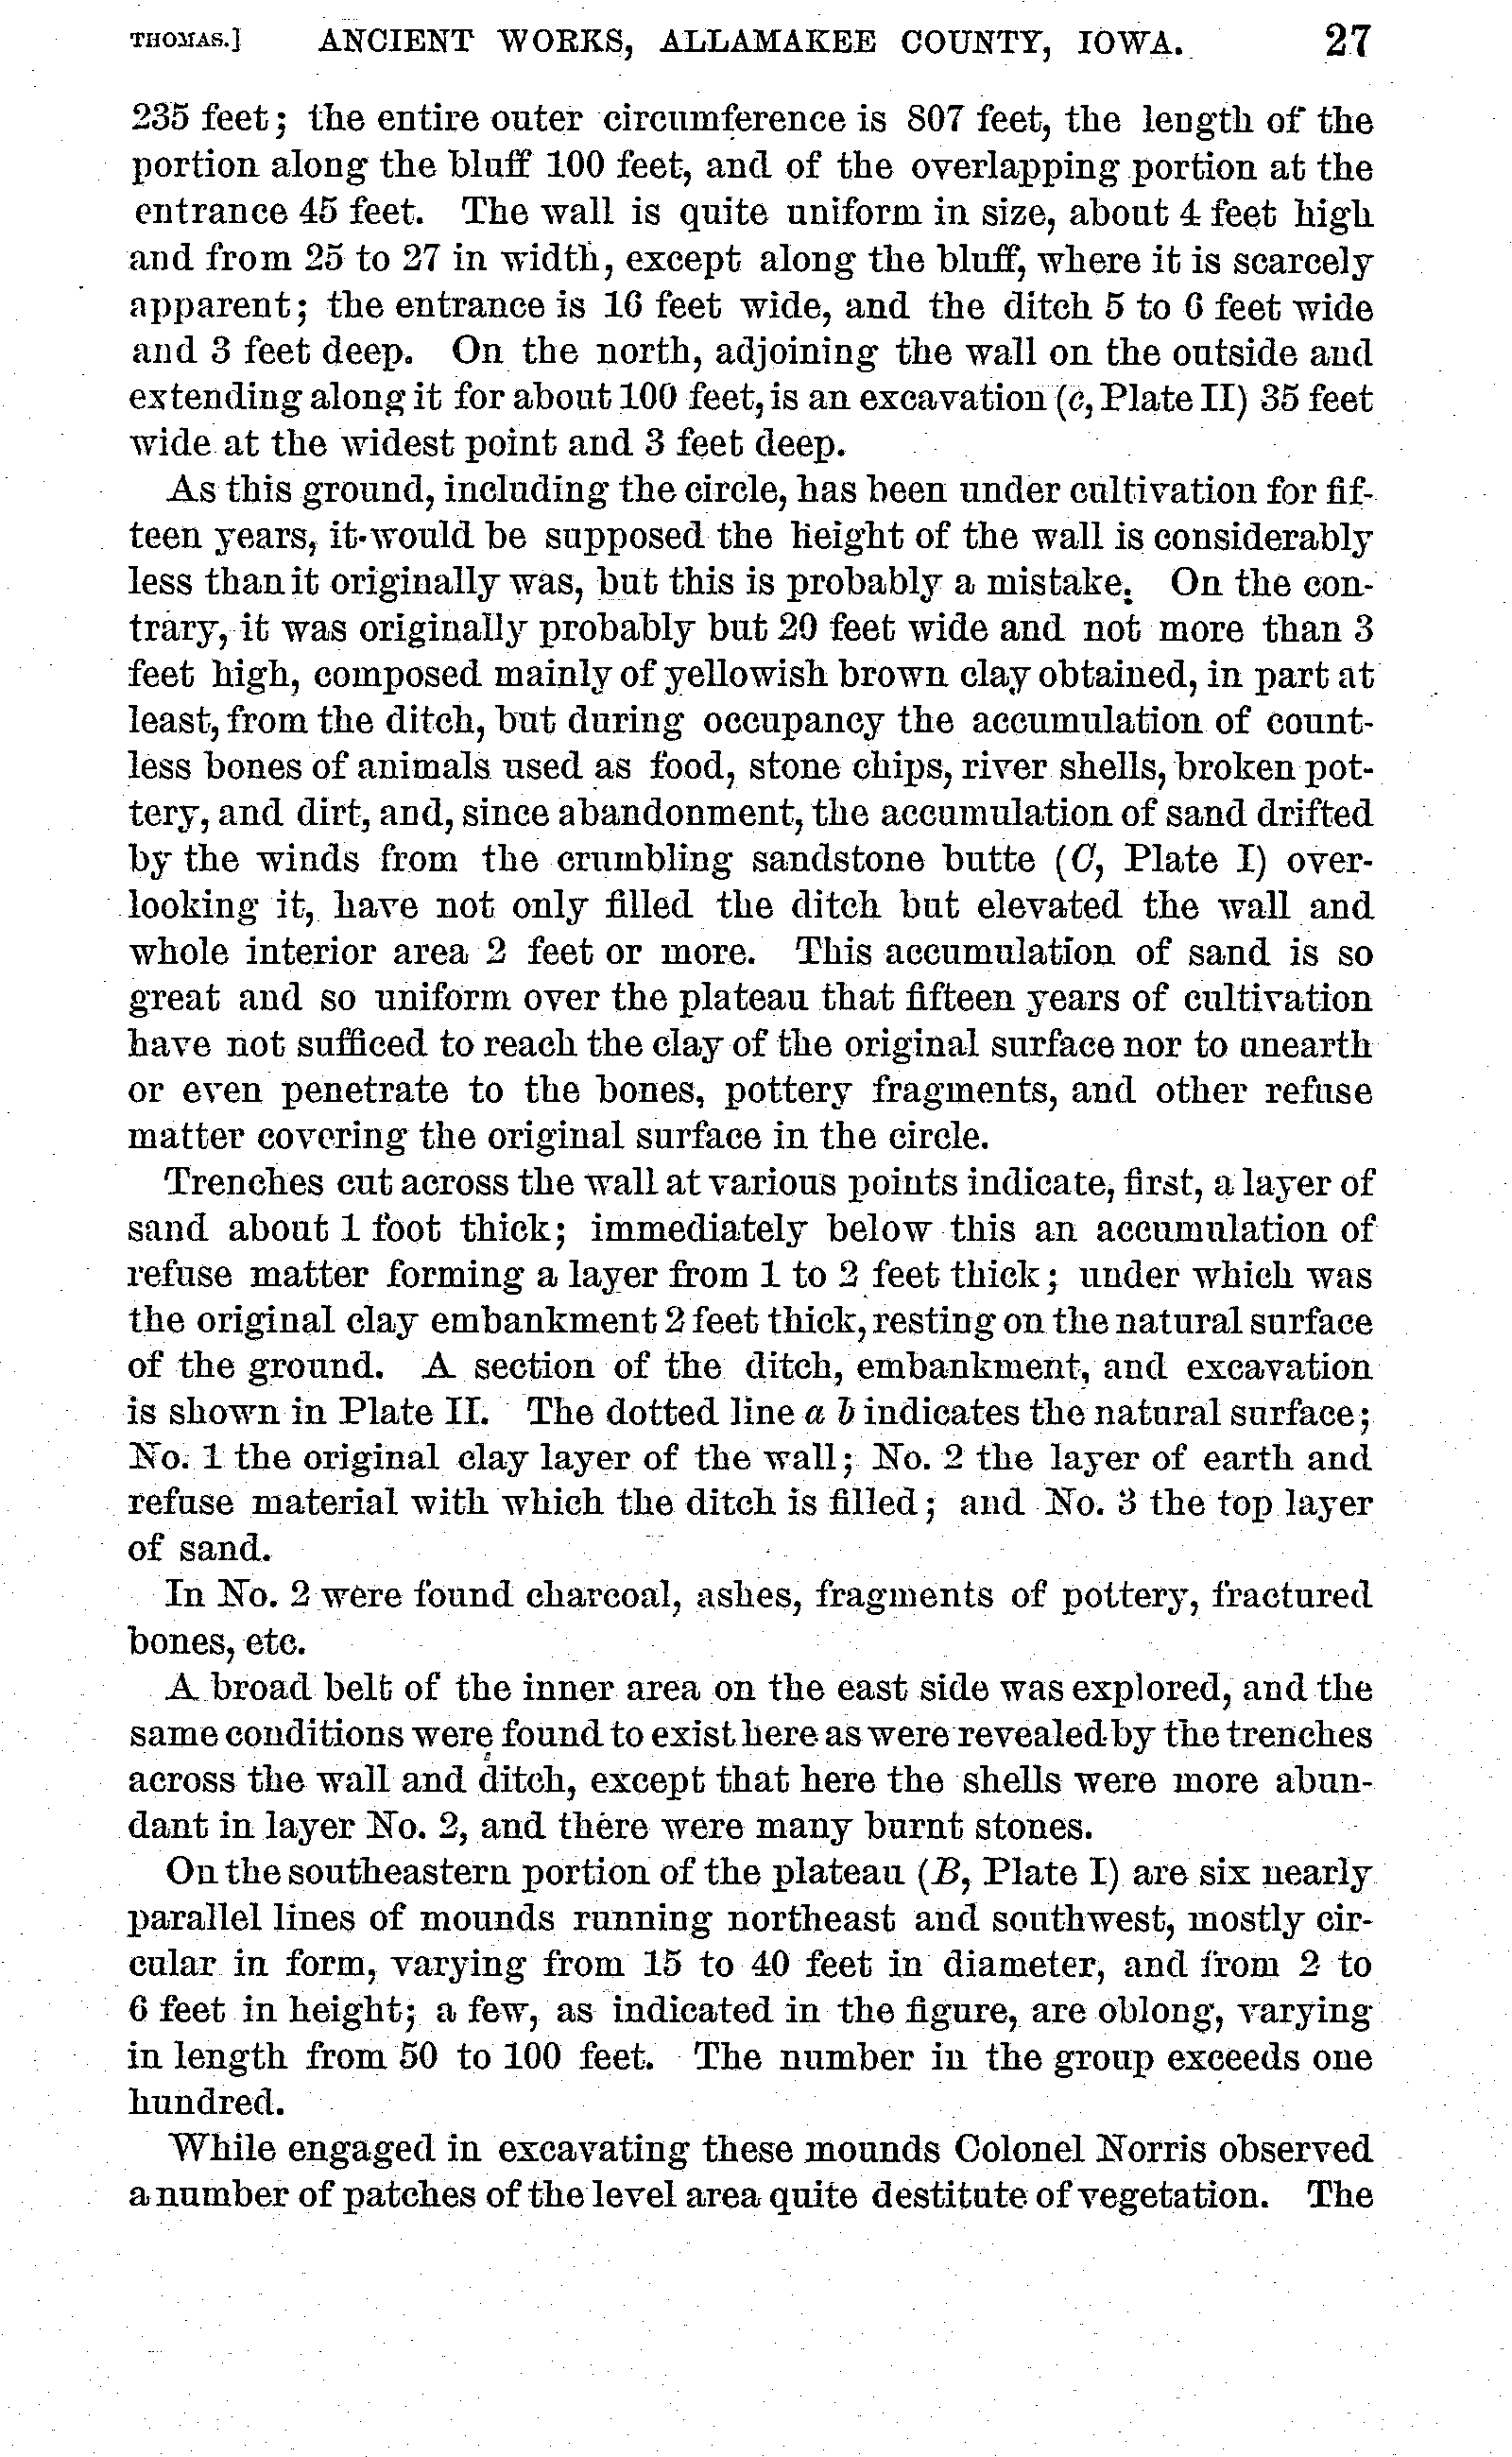 THOMAS.] ANCIENT WORKS, ALLAMAKEE COUNTY, IOWA. 27
235 feet; the entire outer circumference is 807 feet, the length of the
portion along the bluff 100 feet, and of the overlapping portion at the
entrance 45 feet. The wall is quite uniform in size, about 4 feet high
and from 25 to 27 in width, except along the bluff, where it is scarcely
apparent; the entrance is 16 feet wide, and the ditch 5 to 6 feet wide
and 3 feet deep. On the north, adjoining the wall on the outside and
extending along it for about 100 feet, is an excavation (c, Plate II) 35 feet
wide at the widest point and 3 feet deep.
As this ground, including the circle, has been under cultivation for fif-
teen years, it would be supposed the height of the wall is considerably
less than it originally was, but this is probably a mistake. On the con-
trary, it was originally probably but 20 feet wide and not more than 3
feet high, composed mainly of yellowish brown clay obtained, in part at
least, from the ditch, but during occupancy the accumulation of count-
less bones of animals used as food, stone chips, river shells, broken pot-
tery, and dirt, and, since abandonment, the accumulation of sand drifted
by the winds from the crumbling sandstone butte (C, Plate I) over-
looking it, have not only filled the ditch but elevated the wall and
whole interior area 2 feet or more. This accumulation of sand is so
great and so uniform over the plateau that fifteen years of cultivation
have not sufficed to reach the clay of the original surface nor to unearth
or even penetrate to the bones, pottery fragments, and other refuse
matter covering the original surface in the circle.
Trenches cut across the wall at various points indicate, first, a layer of
sand about 1 foot thick; immediately below this an accumulation of
refuse matter forming a layer from 1 to 2 feet thick; under which was
the original clay embankment 2 feet thick, resting on the natural surface
of the ground. A section of the ditch, embankment, and excavation
is shown in Plate II. The dotted line a b indicates the natural surface;
No. 1 the original clay layer of the wall; No. 2 the layer of earth and
refuse material with which the ditch is filled; and No. 3 the top layer
of sand.
In No. 2 were found charcoal, ashes, fragments of pottery, fractured
bones, etc.
A broad belt of the inner area on the east side was explored, and the
same conditions were found to exist here as were revealed by the trenches
across the wall and ditch, except that here the shells were more abun-
dant in layer No. 2, and there were many burnt stones.
On the southeastern portion of the plateau (B, Plate I) are six nearly
parallel lines of mounds running northeast and southwest, mostly cir-
cular in form, varying from 15 to 40 feet in diameter, and from 2 to
6 feet in height; a few, as indicated in the figure, are oblong, varying
in length from 50 to 100 feet. The number in the group exceeds one
hundred.
While engaged in excavating these mounds Colonel Norris observed
a number of patches of the level area quite destitute of vegetation. The